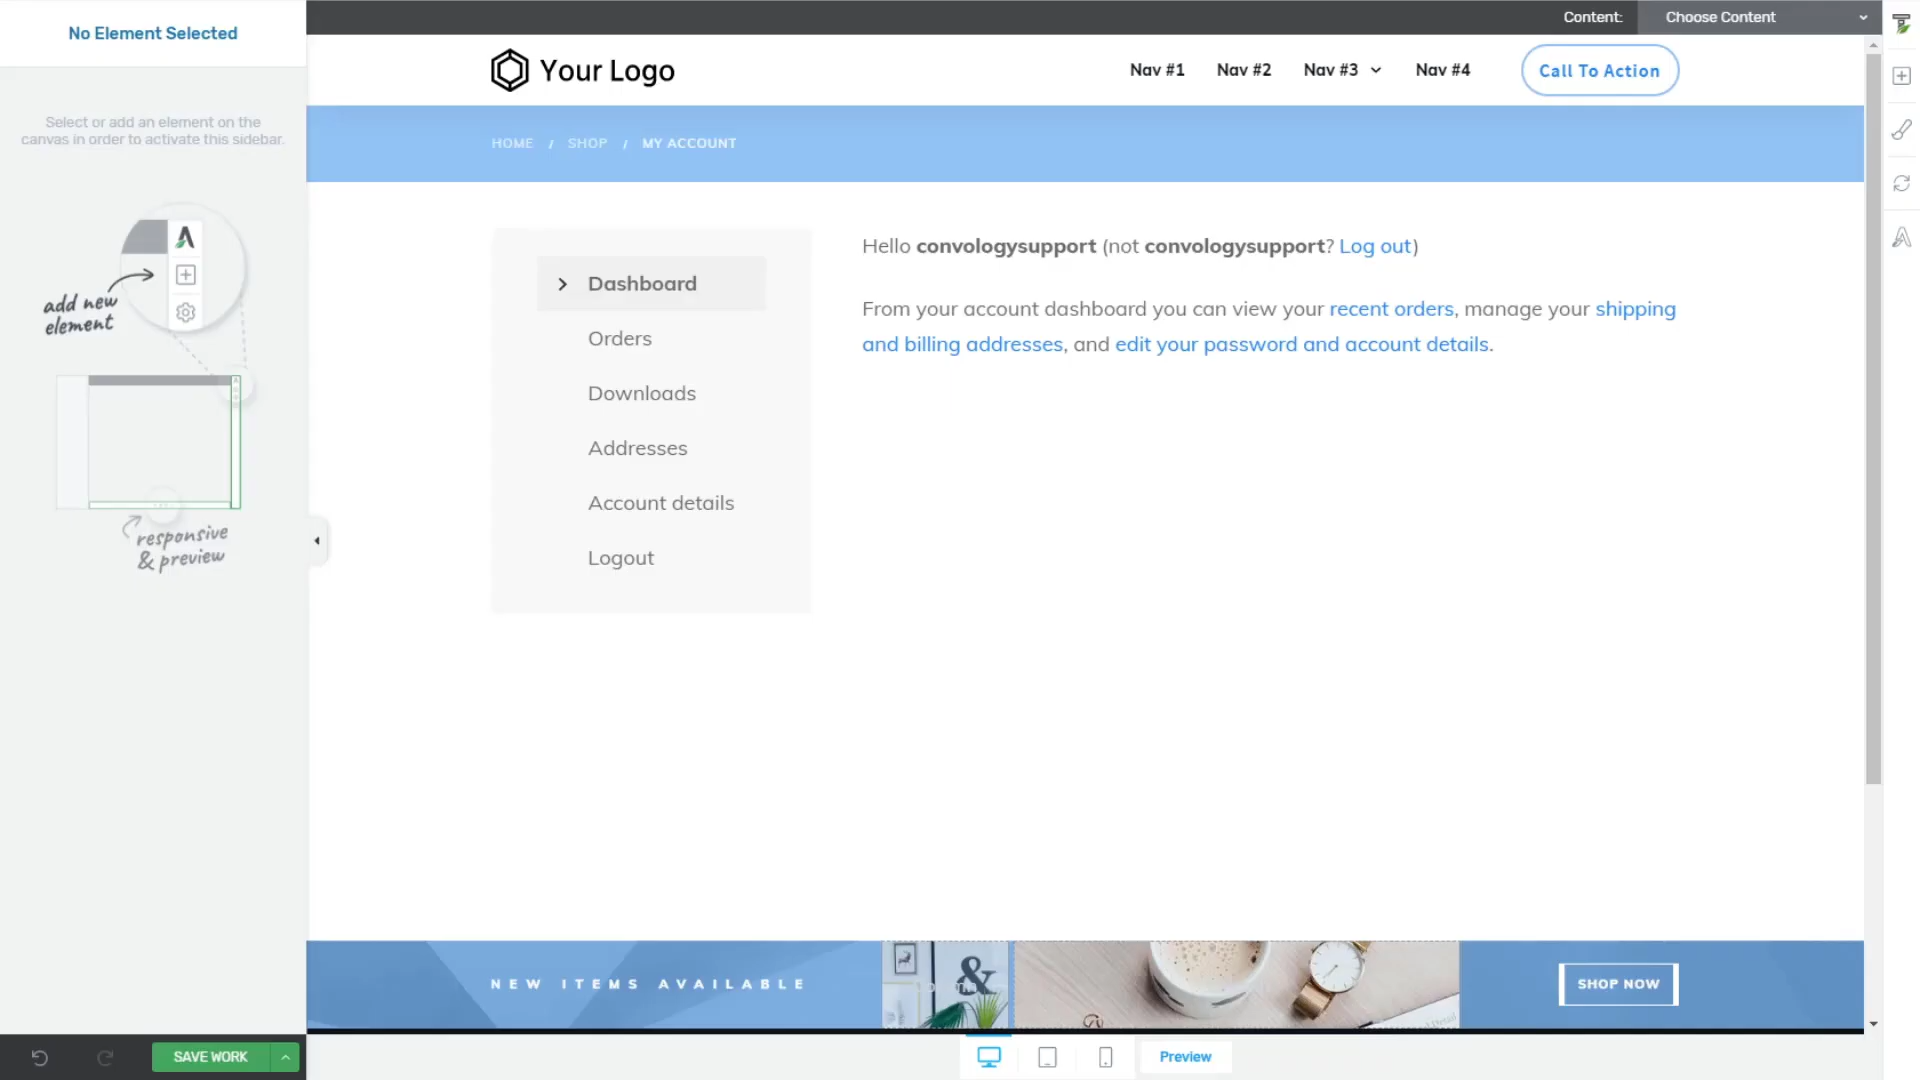 No Element Selected
Content:
Choose Content
Select or add an element on the
canvas in order to activate this sidebar.
add new
element
responsive
& preview
Your Logo
Nav #1
Nav #2
Nav #3
Nav #4
Call To Action
HOME / SHOP / MY ACCOUNT
Dashboard
Orders
Downloads
Addresses
Account details
Logout
Hello convologysupport (not convologysupport? Log out)
From your account dashboard you can view your recent orders, manage your shipping
and billing addresses, and edit your password and account details.
NEW ITEMS AVAILABLE
&
SHOP NOW
SAVE WORK
Preview